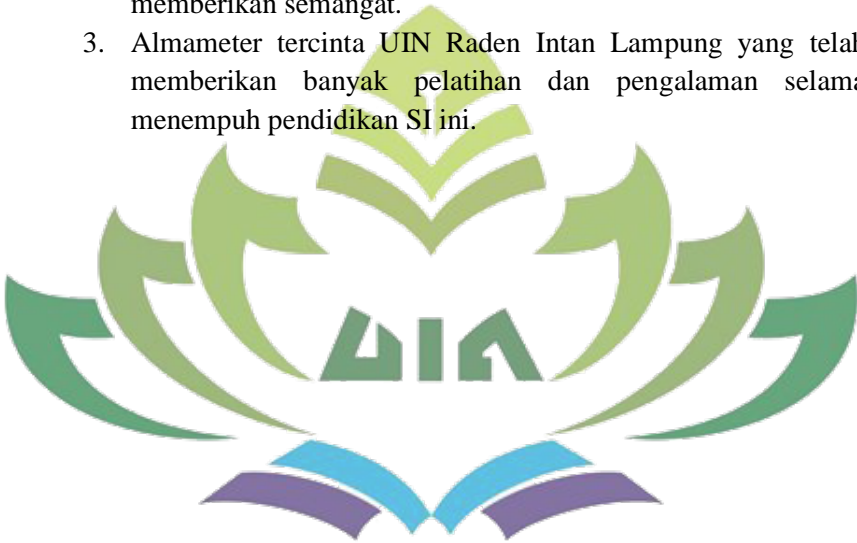 memberikan semangat.
3. Almameter tercinta UIN Raden Intan Lampung yang telah
memberikan banyak pelatihan dan pengalaman selama
menempuh pendidikan SI ini.
UIN